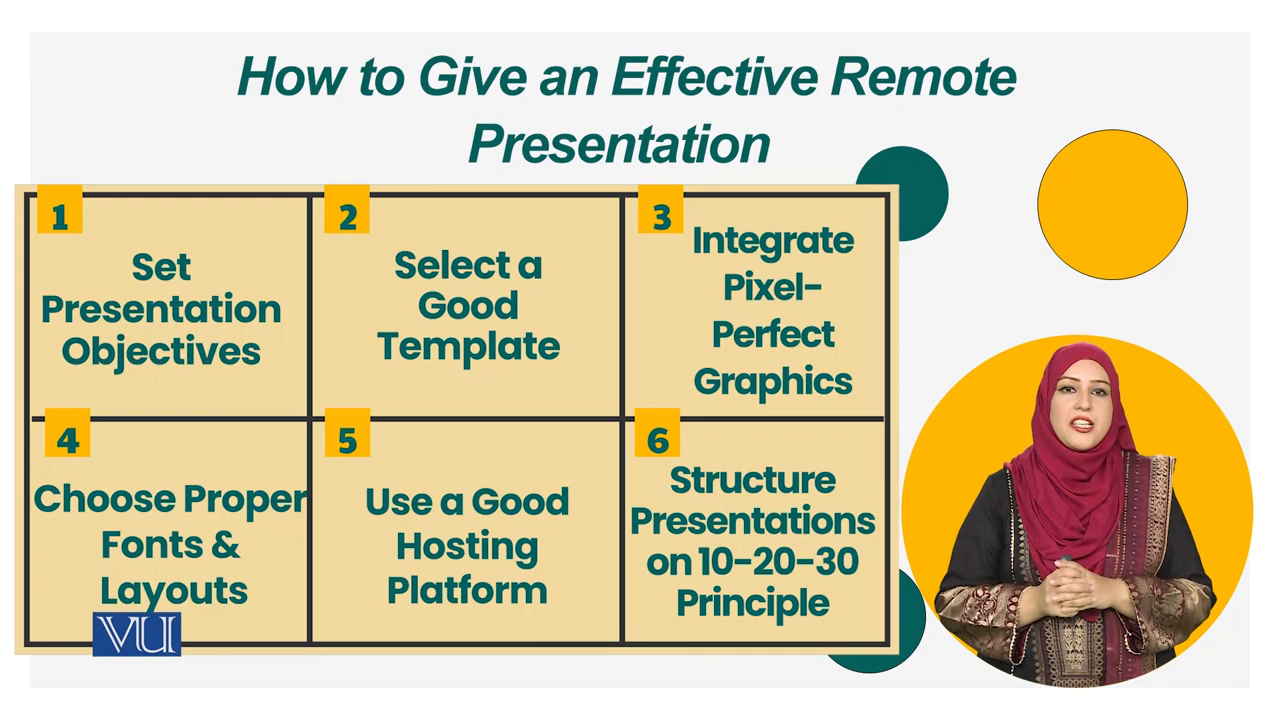 How to Give an Effective Remote
Presentation
1
Set
Presentation
Objectives
2
Select a
Good
Template
3
Integrate
Pixel-
Perfect
Graphics
4
Choose Proper
Fonts &
Layouts
5
Use a Good
Hosting
Platform
6
Structure
Presentations
on 10-20-30
Principle
VU